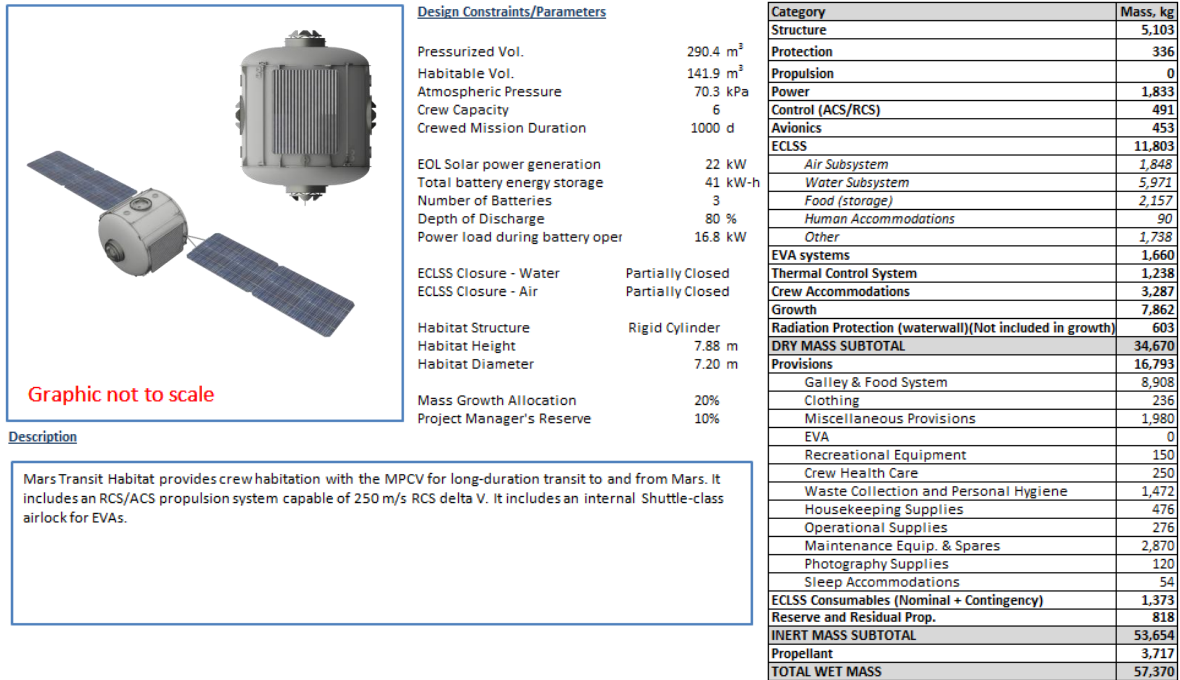 Design Constraints/Parameters
Pressurized Vol. 290.4 m³
Habitable Vol. 141.9 m³
Atmospheric Pressure 70.3 kPa
Crew Capacity 6
Crewed Mission Duration 1000 d
EOL Solar power generation 22 kW
Total battery energy storage 41 kW-h
Number of Batteries 3
Depth of Discharge 80 %
Power load during battery oper 16.8 kW
ECLSS Closure - Water Partially Closed
ECLSS Closure - Air Partially Closed
Habitat Structure Rigid Cylinder
Habitat Height 7.88 m
Habitat Diameter 7.20 m
Mass Growth Allocation 20%
Project Manager's Reserve 10%
Graphic not to scale
Description
Mars Transit Habitat provides crew habitation with the MPCV for long-duration transit to and from Mars. It
includes an RCS/ACS propulsion system capable of 250 m/s RCS delta V. It includes an internal Shuttle-class
airlock for EVAs.
Category Mass, kg
Structure 5,103
Protection 336
Propulsion 0
Power 1,833
Control (ACS/RCS) 491
Avionics 453
ECLSS 11,803
Air Subsystem 1,848
Water Subsystem 5,971
Food (storage) 2,157
Human Accommodations 90
Other 1,738
EVA systems 1,660
Thermal Control System 1,238
Crew Accommodations 3,287
Growth 7,862
Radiation Protection (waterwall)(Not included in growth) 603
DRY MASS SUBTOTAL 34,670
Provisions 16,793
Galley & Food System 8,908
Clothing 236
Miscellaneous Provisions 1,980
EVA 0
Recreational Equipment 150
Crew Health Care 250
Waste Collection and Personal Hygiene 1,472
Housekeeping Supplies 476
Operational Supplies 276
Maintenance Equip. & Spares 2,870
Photography Supplies 120
Sleep Accommodations 54
ECLSS Consumables (Nominal + Contingency) 1,373
Reserve and Residual Prop. 818
INERT MASS SUBTOTAL 53,654
Propellant 3,717
TOTAL WET MASS 57,370